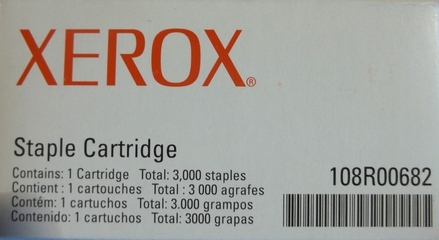 XEROX®
Staple Cartridge
Contains: 1 Cartridge Total: 3,000 staples
Contient : 1 cartouches Total : 3 000 agrafes
Contém: 1 cartuchos Total: 3.000 grampos
Contenido: 1 cartuchos Total: 3000 grapas
108R00682